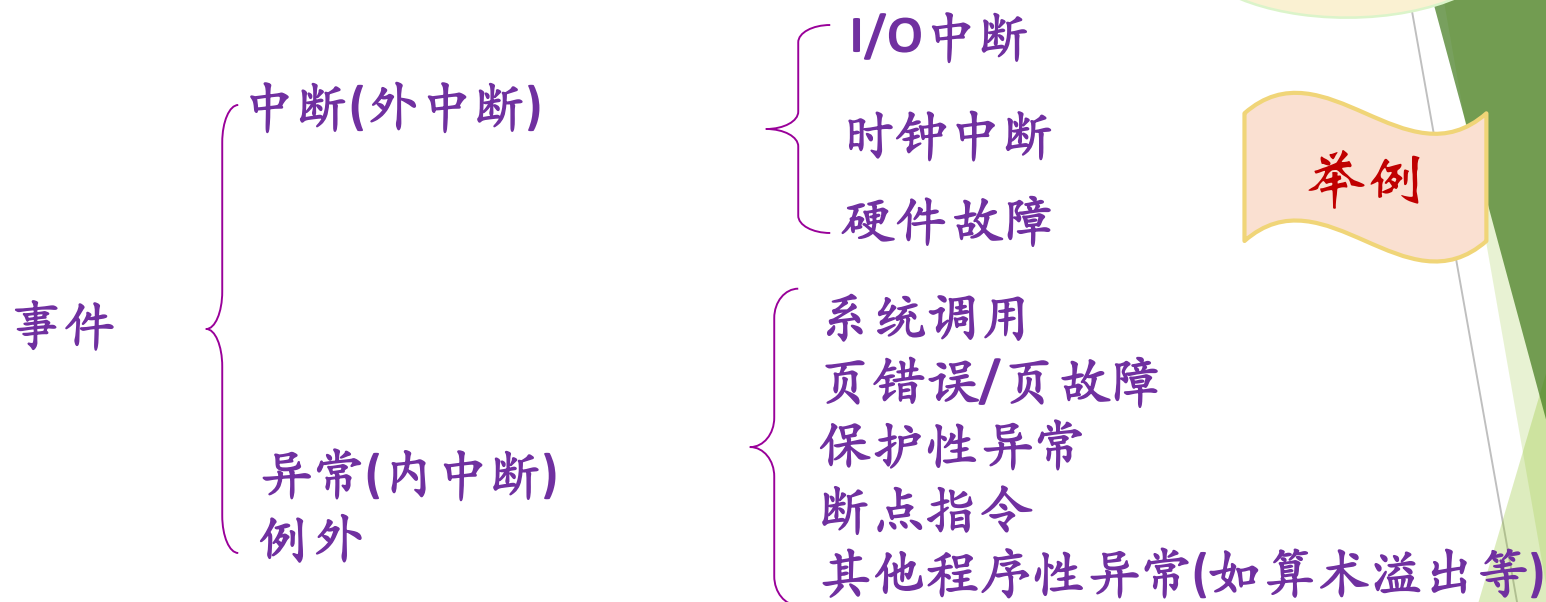 I/O中断
中断(外中断)
时钟中断
举例
硬件故障
事件
系统调用
页错误/页故障
保护性异常
异常(内中断)
断点指令
例外
其他程序性异常(如算术溢出等)